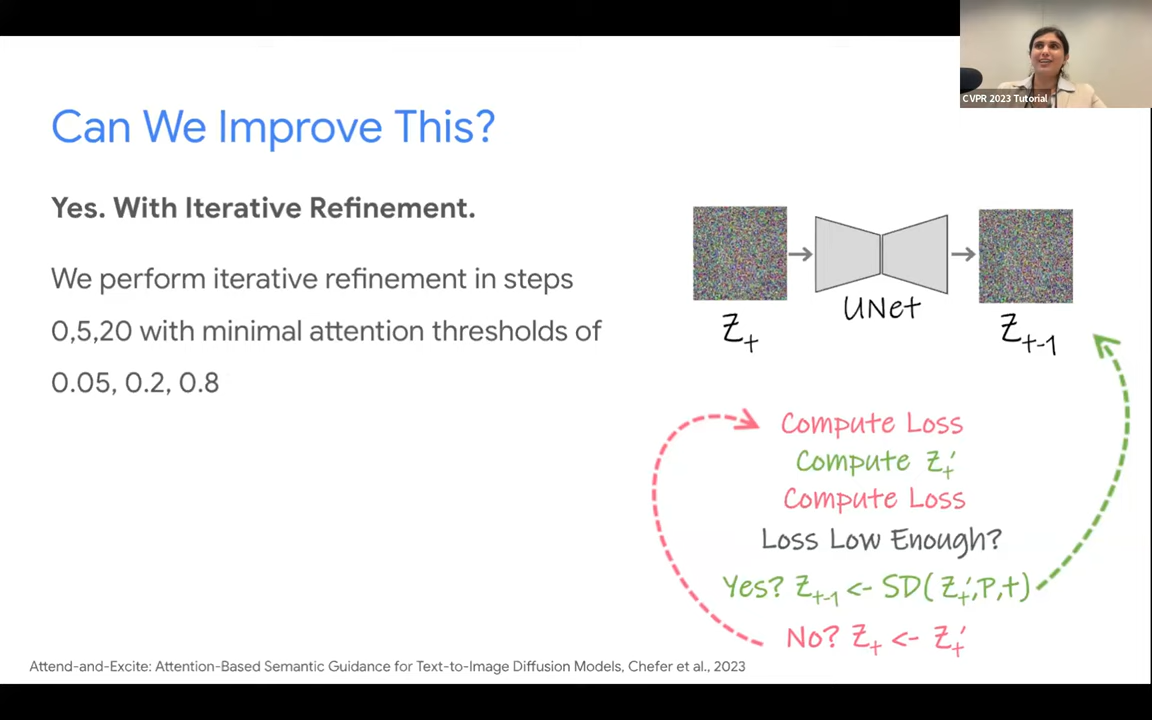 CVPR 2023 Tutorial
Can We Improve This?
Yes. With Iterative Refinement.
We perform iterative refinement in steps
0,5,20 with minimal attention thresholds of
0.05, 0.2, 0.8
UNet
Z_t
Z_t-1
Compute Loss
Compute Z_t'
Compute Loss
Loss Low Enough?
Yes? Z_t-1 <- SD(Z_t',P,t)
No? Z_t <- Z_t'
Attend-and-Excite: Attention-Based Semantic Guidance for Text-to-Image Diffusion Models, Chefer et al., 2023